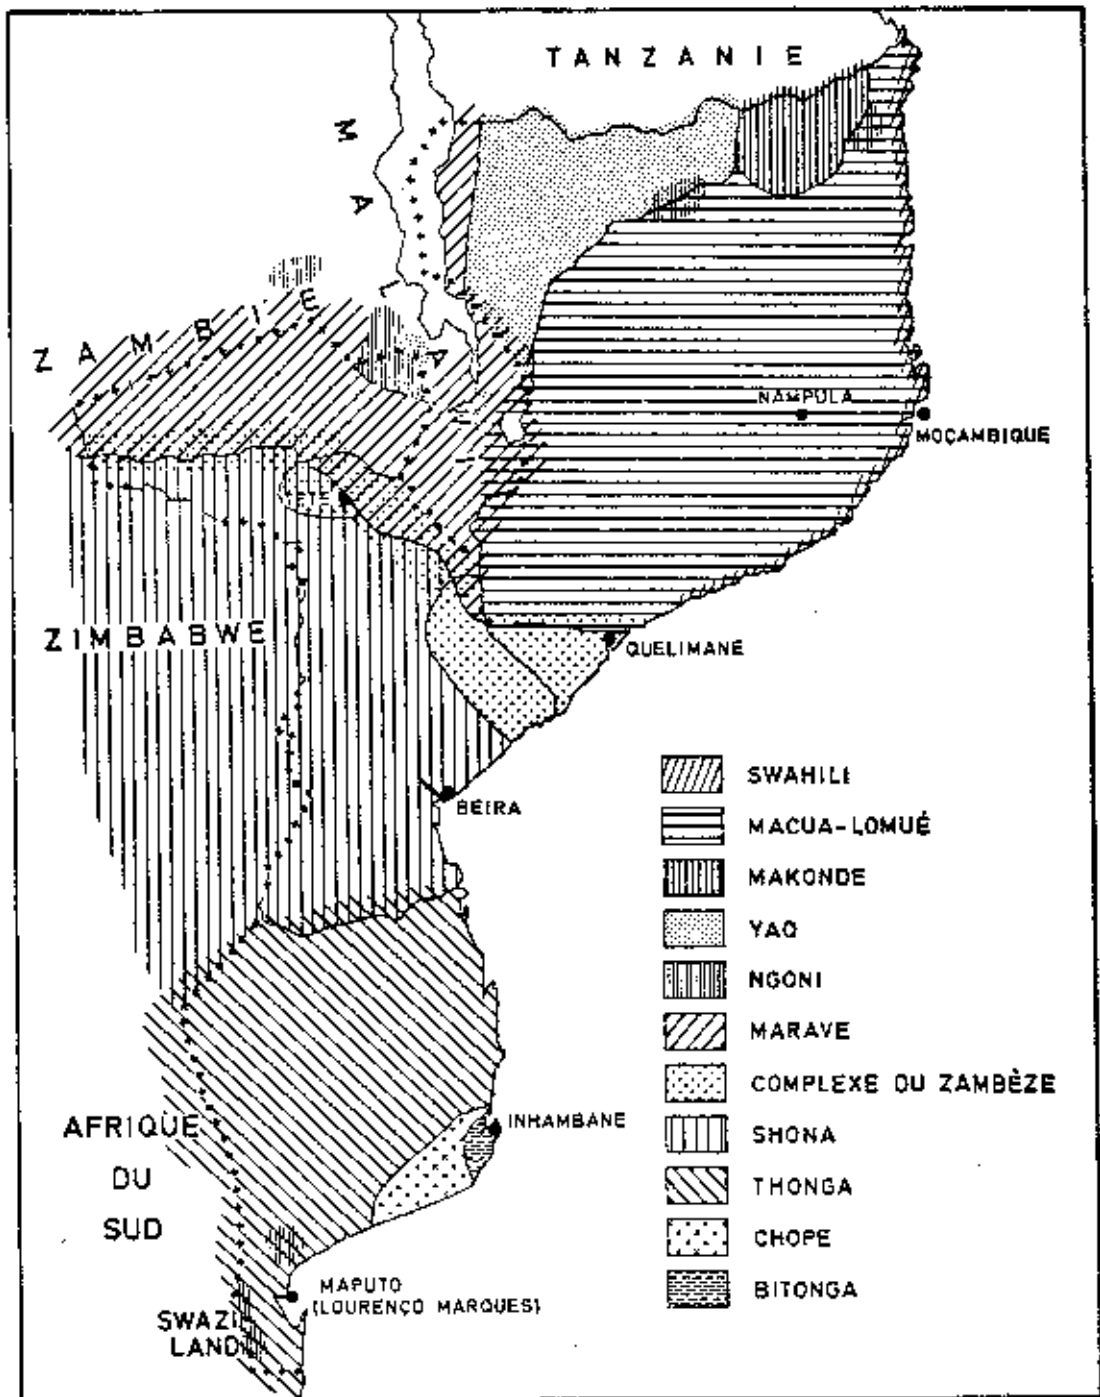 TANZANIE
MALAWI
ZAMBIE
NAMPULA
MOÇAMBIQUE
TETE
ZIMBABWE
QUELIMANE
BEIRA
SWAHILI
MACUA-LOMUÉ
MAKONDE
YAO
NGONI
MARAVE
COMPLEXE DU ZAMBÈZE
SHONA
THONGA
CHOPE
BITONGA
INHAMBANE
AFRIQUE
DU
SUD
MAPUTO
(LOURENÇO MARQUES)
SWAZI
LAND